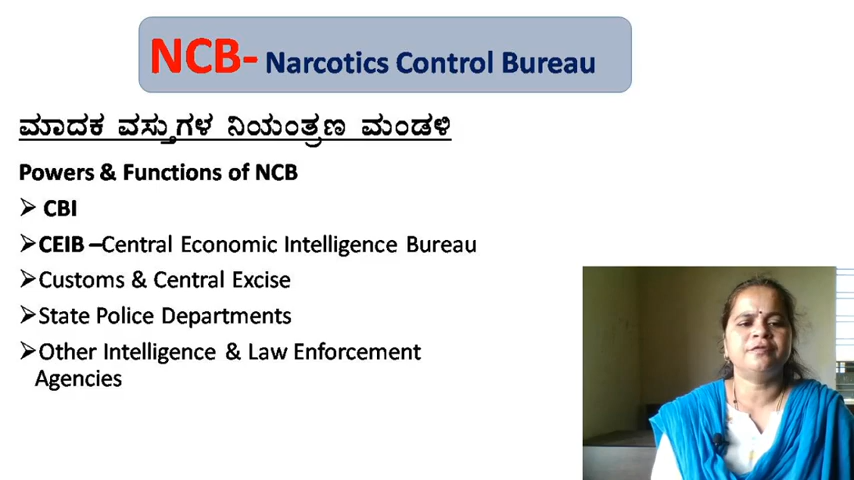 NCB- Narcotics Control Bureau
ಮಾದಕ ವಸ್ತುಗಳ ನಿಯಂತ್ರಣ ಮಂಡಳಿ
Powers & Functions of NCB
➢ CBI
➢CEIB –Central Economic Intelligence Bureau
➢Customs & Central Excise
➢State Police Departments
➢Other Intelligence & Law Enforcement
Agencies